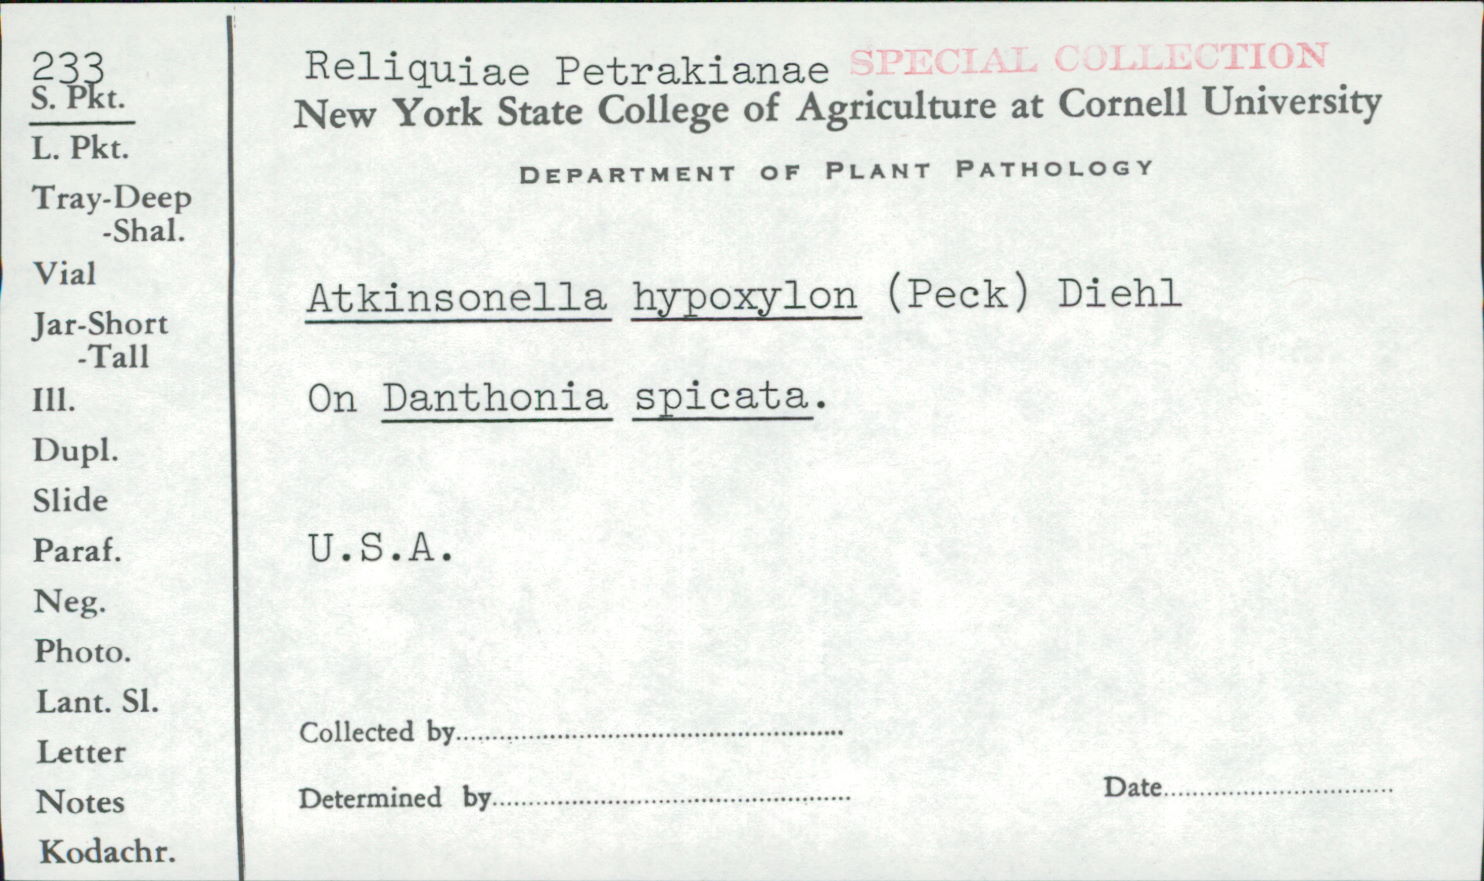 233
S. Pkt.
L. Pkt.
Tray-Deep
-Shal.
Vial
Jar-Short
-Tall
Ill.
Dupl.
Slide
Paraf.
Neg.
Photo.
Lant. Sl.
Letter
Notes
Kodachr.
Reliquiae Petrakianae SPECIAL COLLECTION
New York State College of Agriculture at Cornell University
DEPARTMENT OF PLANT PATHOLOGY
Atkinsonella hypoxylon (Peck) Diehl
On Danthonia spicata.
U.S.A.
Collected by
Determined by
Date